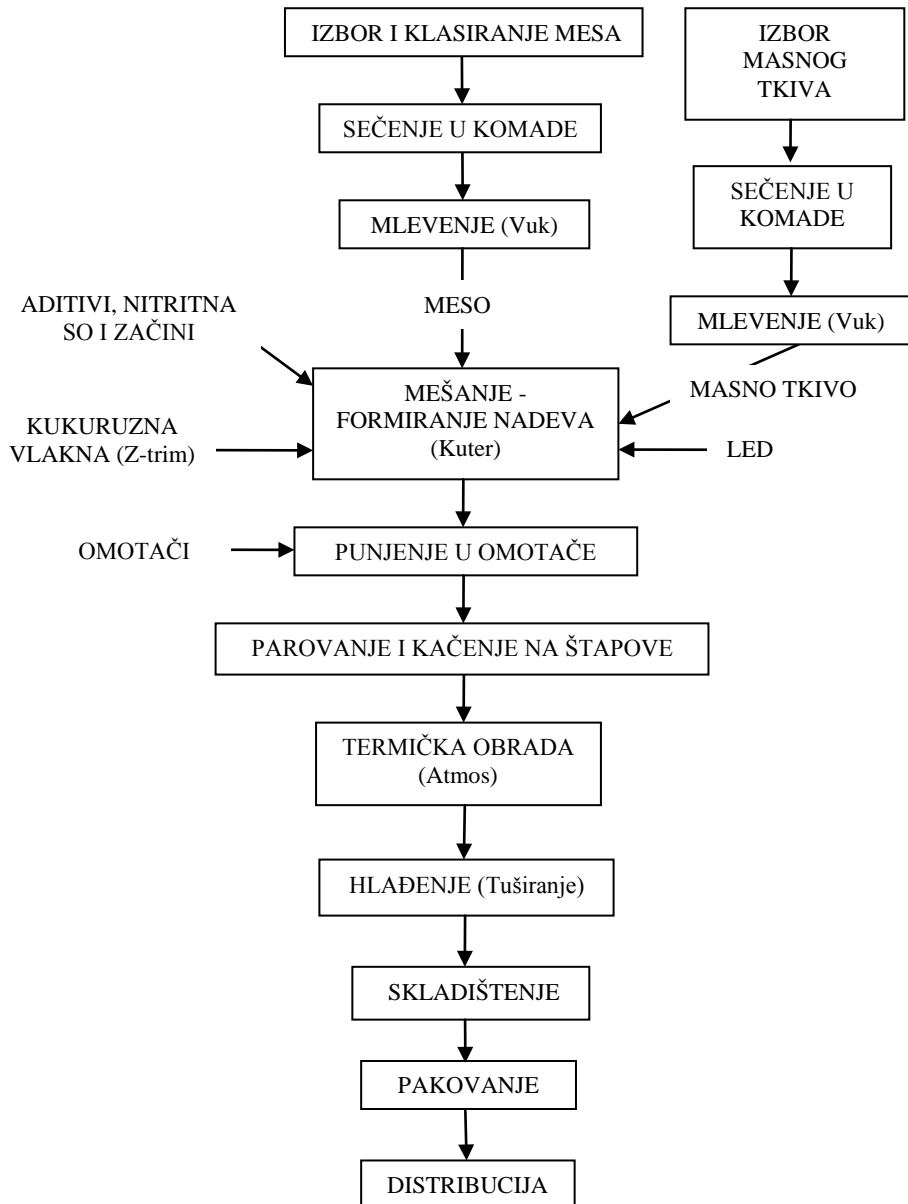 IZBOR I KLASIRANJE MESA
IZBOR
MASNOG
TKIVA
SEČENJE U KOMADE
SEČENJE U
KOMADE
MLEVENJE (Vuk)
ADITIVI, NITRITNA
SO I ZAČINI
MESO
MLEVENJE (Vuk)
MEŠANJE -
FORMIRANJE NADEVA
(Kuter)
MASNO TKIVO
KUKURUZNA
VLAKNA (Z-trim)
LED
OMOTAČI
PUNJENJE U OMOTAČE
PAROVANJE I KAČENJE NA ŠTAPOVE
TERMIČKA OBRADA
(Atmos)
HLAĐENJE (Tuširanje)
SKLADIŠTENJE
PAKOVANJE
DISTRIBUCIJA